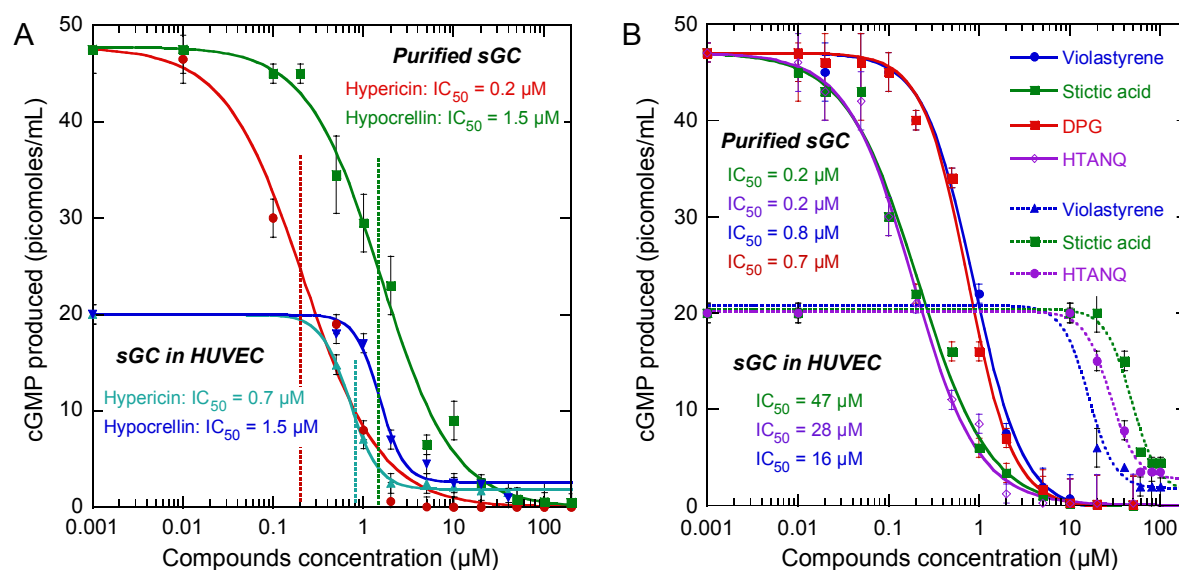 A
50
40
30
20
10
0
cGMP produced (picomoles/mL)
0.001
0.01
0.1
1
10
100
Compounds concentration (µM)
Purified sGC
Hypericin: IC50 = 0.2 µM
Hypocrellin: IC50 = 1.5 µM
sGC in HUVEC
Hypericin: IC50 = 0.7 µM
Hypocrellin: IC50 = 1.5 µM
B
50
40
30
20
10
0
cGMP produced (picomoles/mL)
0.001
0.01
0.1
1
10
100
Compounds concentration (µM)
Purified sGC
IC50 = 0.2 µM
IC50 = 0.2 µM
IC50 = 0.8 µM
IC50 = 0.7 µM
sGC in HUVEC
IC50 = 47 µM
IC50 = 28 µM
IC50 = 16 µM
Violastyrene
Stictic acid
DPG
HTANQ
Violastyrene
Stictic acid
HTANQ